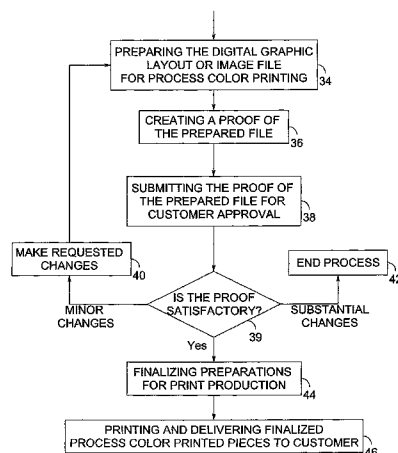 PREPARING THE DIGITAL GRAPHIC
LAYOUT OR IMAGE FILE
FOR PROCESS COLOR PRINTING
34
CREATING A PROOF OF
THE PREPARED FILE
36
SUBMITTING THE PROOF OF
THE PREPARED FILE FOR
CUSTOMER APPROVAL
38
MAKE REQUESTED
CHANGES
40
END PROCESS
42
IS THE PROOF
SATISFACTORY?
39
MINOR
CHANGES
SUBSTANTIAL
CHANGES
Yes
FINALIZING PREPARATIONS
FOR PRINT PRODUCTION
44
PRINTING AND DELIVERING FINALIZED
PROCESS COLOR PRINTED PIECES TO CUSTOMER
46